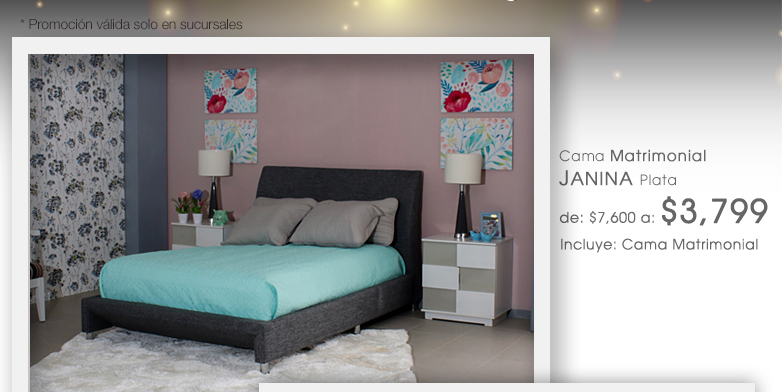 * Promoción válida solo en sucursales
Cama Matrimonial
JANINA Plata
de: $7,600 a: $3,799
Incluye: Cama Matrimonial